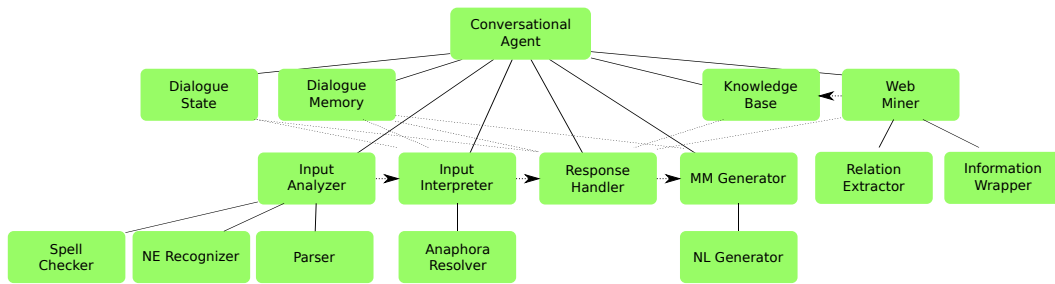 Conversational
Agent
Dialogue
State
Dialogue
Memory
Knowledge
Base
Web
Miner
Input
Analyzer
Input
Interpreter
Response
Handler
MM Generator
Relation
Extractor
Information
Wrapper
Spell
Checker
NE Recognizer
Parser
Anaphora
Resolver
NL Generator